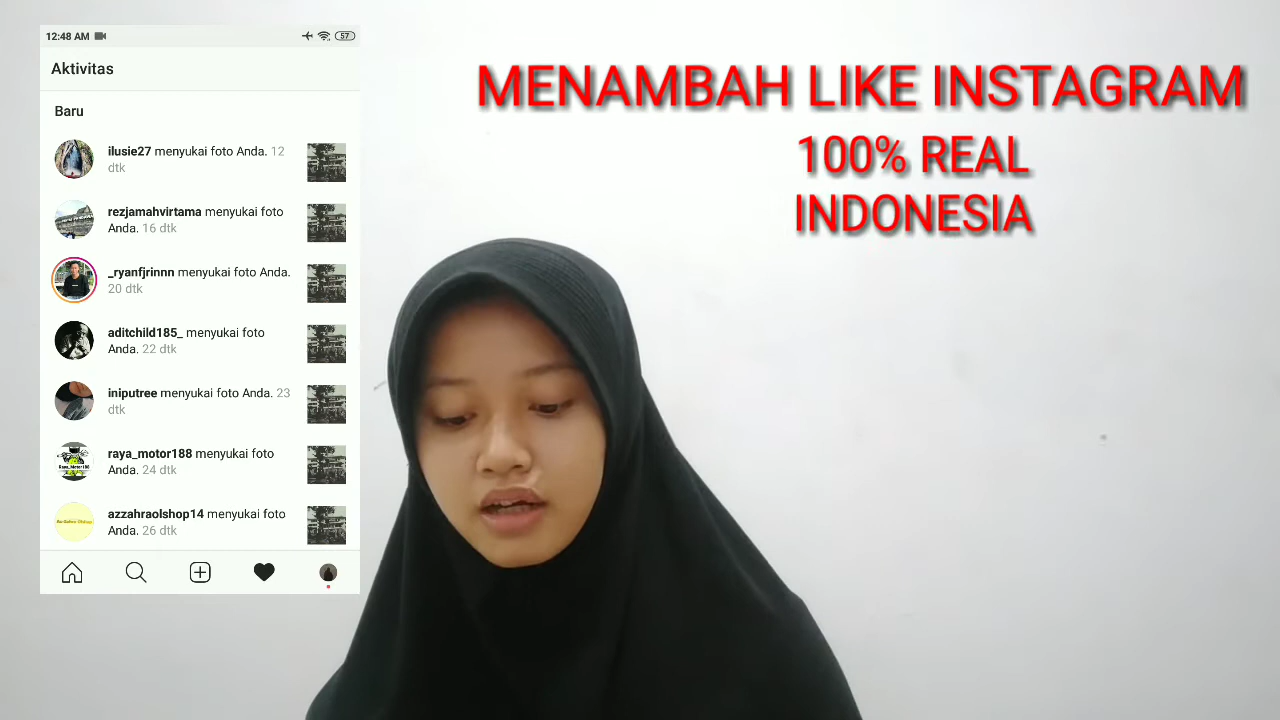 12:48 AM
57
Aktivitas
Baru
ilusie27 menyukai foto Anda. 12
dtk
rezjamahvirtama menyukai foto
Anda. 16 dtk
_ryanfjrinnn menyukai foto Anda.
20 dtk
aditchild185_ menyukai foto
Anda. 22 dtk
iniputree menyukai foto Anda. 23
dtk
raya_motor188 menyukai foto
Anda. 24 dtk
azzahraolshop14 menyukai foto
Anda. 26 dtk
MENAMBAH LIKE INSTAGRAM
100% REAL
INDONESIA